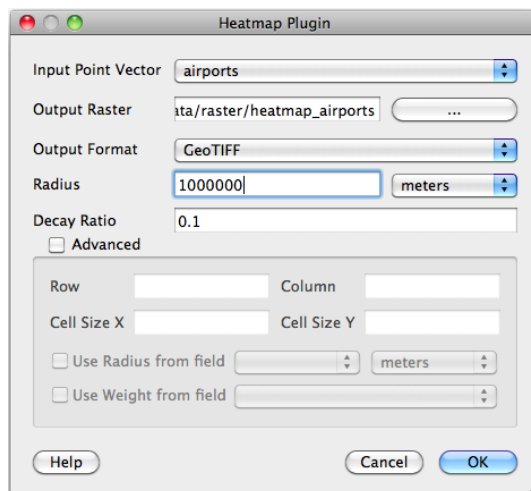 Heatmap Plugin
Input Point Vector airports
Output Raster ata/raster/heatmap_airports ...
Output Format GeoTIFF
Radius 1000000 meters
Decay Ratio 0.1
Advanced
Row Column
Cell Size X Cell Size Y
Use Radius from field meters
Use Weight from field
Help Cancel OK